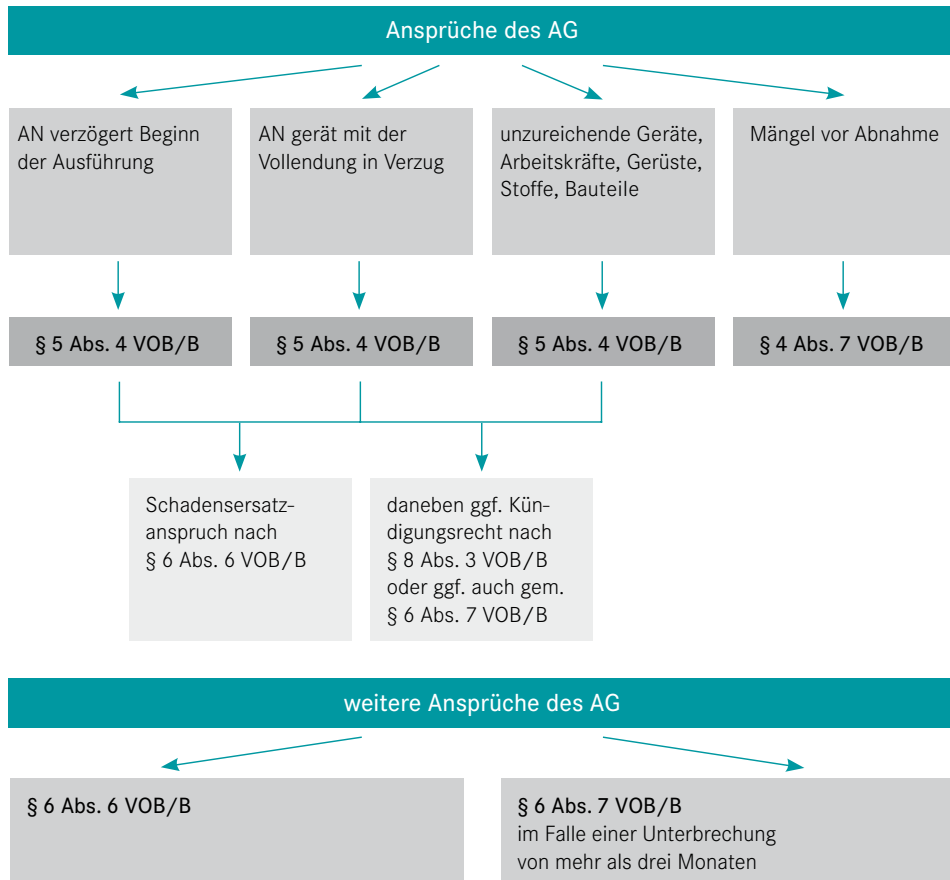 Ansprüche des AG
AN verzögert Beginn
der Ausführung
AN gerät mit der
Vollendung in Verzug
unzureichende Geräte,
Arbeitskräfte, Gerüste,
Stoffe, Bauteile
Mängel vor Abnahme
§ 5 Abs. 4 VOB/B
§ 5 Abs. 4 VOB/B
§ 5 Abs. 4 VOB/B
§ 4 Abs. 7 VOB/B
Schadensersatz-
anspruch nach
§ 6 Abs. 6 VOB/B
daneben ggf. Kün-
digungsrecht nach
§ 8 Abs. 3 VOB/B
oder ggf. auch gem.
§ 6 Abs. 7 VOB/B
weitere Ansprüche des AG
§ 6 Abs. 6 VOB/B
§ 6 Abs. 7 VOB/B
im Falle einer Unterbrechung
von mehr als drei Monaten